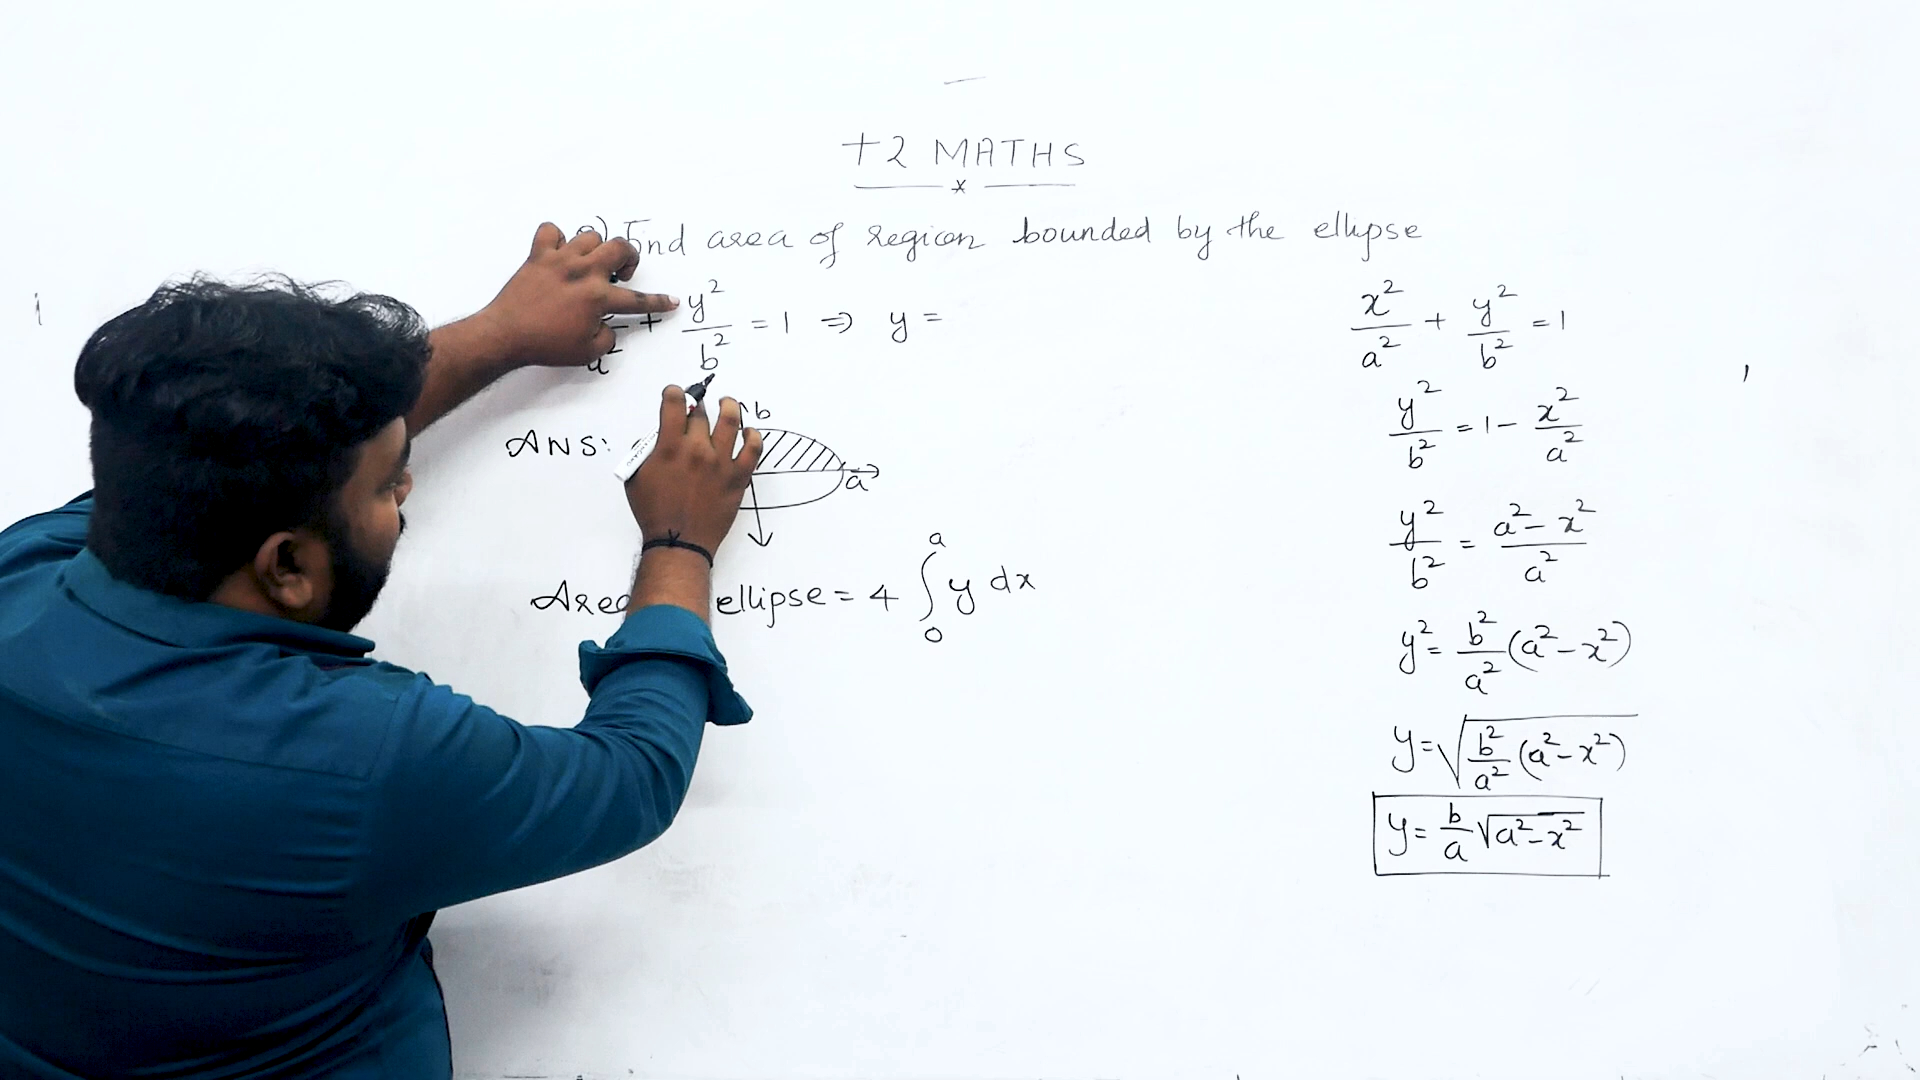 +2 MATHS
Find area of region bounded by the ellipse
+ y²/b² = 1 ⇒ y =
ANS:
b
a
ellipse = 4 ∫₀ᵃ y dx
x²/a² + y²/b² = 1
y²/b² = 1 - x²/a²
y²/b² = a² - x²/a²
y² = b²/a² (a² - x²)
y = √b²/a² (a² - x²)
y = b/a √a² - x²